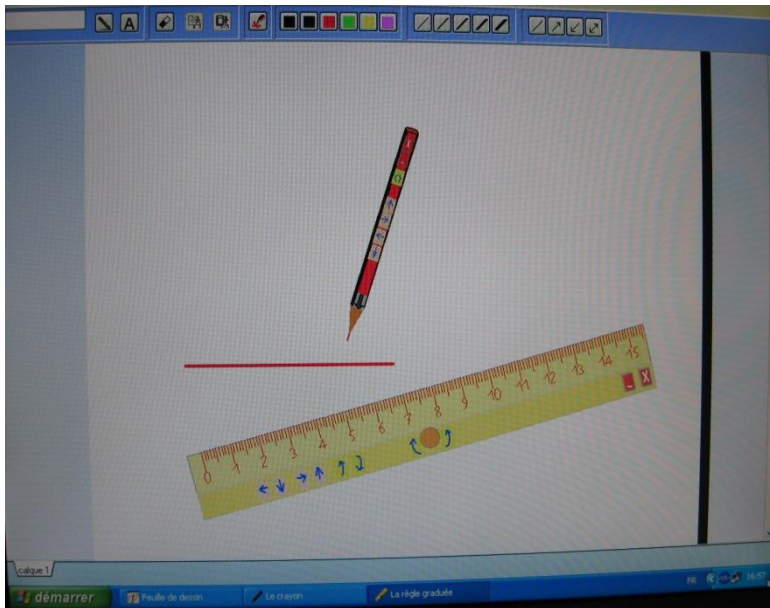 A
X
-
0 1 2 3 4 5 6 7 8 9 10 11 12 13 14 15
- X
calque 1
démarrer Feuille de dessin Le crayon La règle graduée FR 16:57